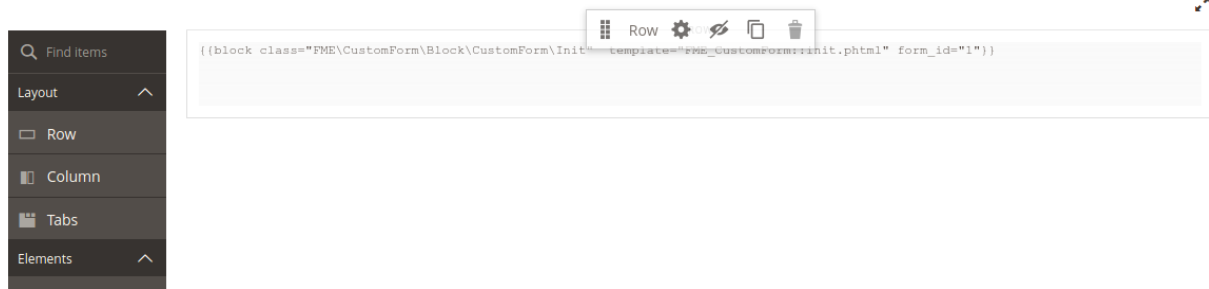 Row
Find items
{{block class="FME\CustomForm\Block\CustomForm\Init" template="FME_CustomForm::init.phtml" form_id="1"}}
Layout
Row
Column
Tabs
Elements